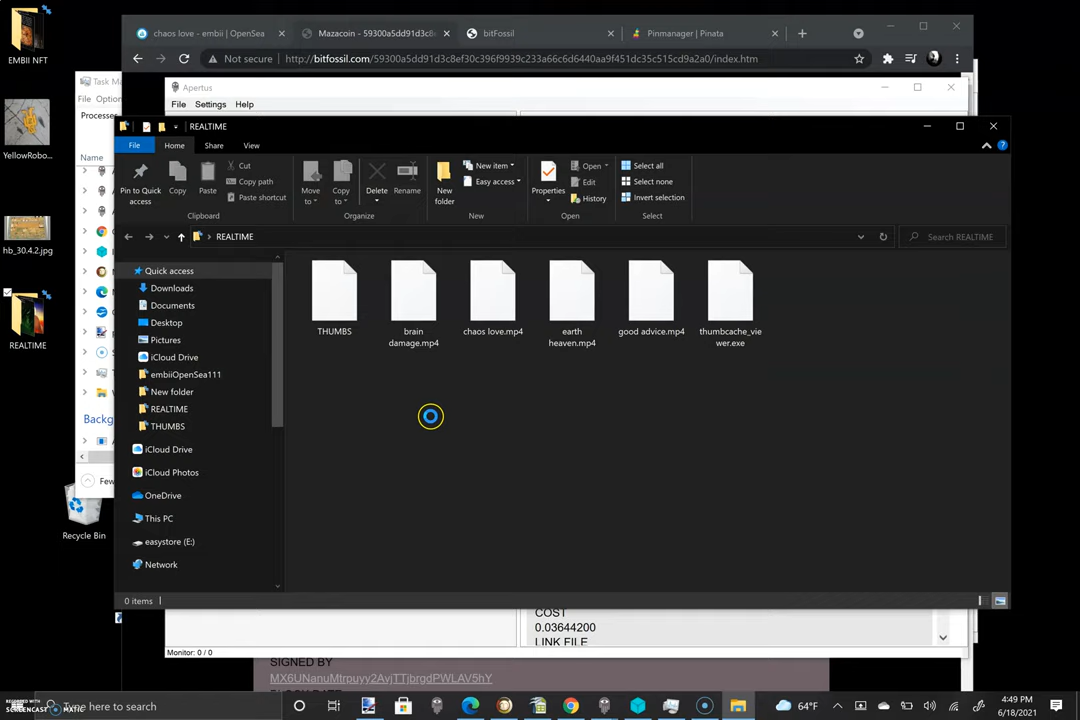 EMBII NFT
YellowRobo...
hb_30.4.2.jpg
REALTIME
Recycle Bin
chaos love - embii | OpenSea
Mazacoin - 59300a5dd91d3c8e
bitFossil
Pinmanager | Pinata
Not secure
http://bitfossil.com/59300a5dd91d3c8ef30c396f9939c233a66c6d6440aa9f451dc35c515cd9a2a0/index.htm
Task Ma
File Option
Processes
Name
Backg
Few
Apertus
File Settings Help
REALTIME
File Home Share View
Pin to Quick access
Copy
Paste
Cut
Copy path
Paste shortcut
Clipboard
Move to
Copy to
Delete
Rename
Organize
New folder
New item
Easy access
New
Properties
Open
Edit
History
Open
Select all
Select none
Invert selection
Select
REALTIME
Search REALTIME
Quick access
Downloads
Documents
Desktop
Pictures
iCloud Drive
embiiOpenSea111
New folder
REALTIME
THUMBS
iCloud Drive
iCloud Photos
OneDrive
This PC
easystore (E:)
Network
THUMBS
brain damage.mp4
chaos love.mp4
earth heaven.mp4
good advice.mp4
thumbcache_viewer.exe
0 items
COST
0.03644200
LINK FILE
Monitor: 0 / 0
SIGNED BY
MX6UNanuMtrpuyy2AvjTTjbrgdPWLAV5hY
RECORDED WITH
SCREENCAST MATIC
Type here to search
64°F
4:49 PM
6/18/2021